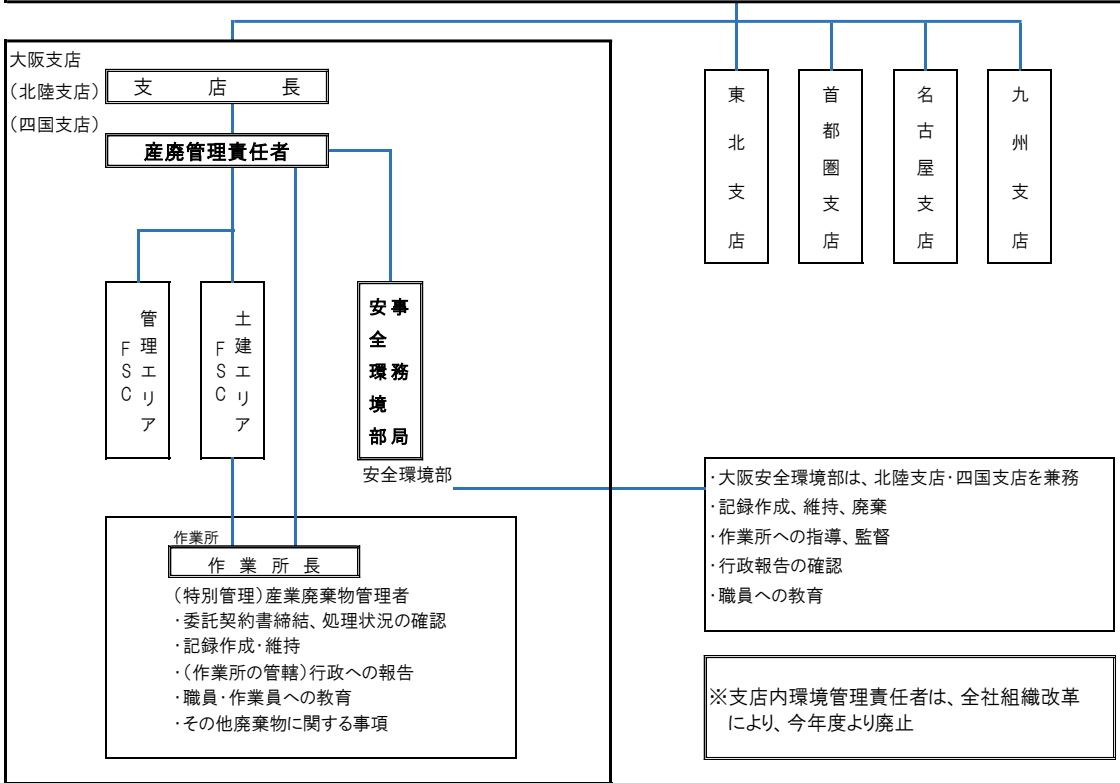 大阪支店
(北陸支店)
(四国支店)
支店長
産廃管理責任者
管理エリア
FSC
土建エリア
FSC
事務局
安全環境部
安全環境部
作業所
作業所長
(特別管理)産業廃棄物管理者
・委託契約書締結、処理状況の確認
・記録作成・維持
・(作業所の管轄)行政への報告
・職員・作業員への教育
・その他廃棄物に関する事項
東北支店
首都圏支店
名古屋支店
九州支店
・大阪安全環境部は、北陸支店・四国支店を兼務
・記録作成、維持、廃棄
・作業所への指導、監督
・行政報告の確認
・職員への教育
※支店内環境管理責任者は、全社組織改革
により、今年度より廃止